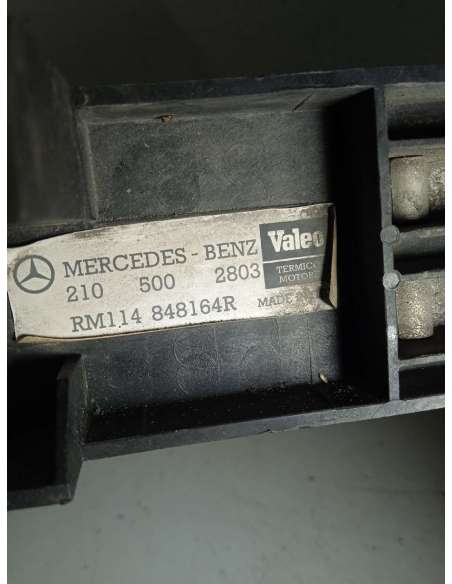 MERCEDES-BENZ Valeo
210 500 2803 TERMICO
MOTOR
RM114 848164R MADE